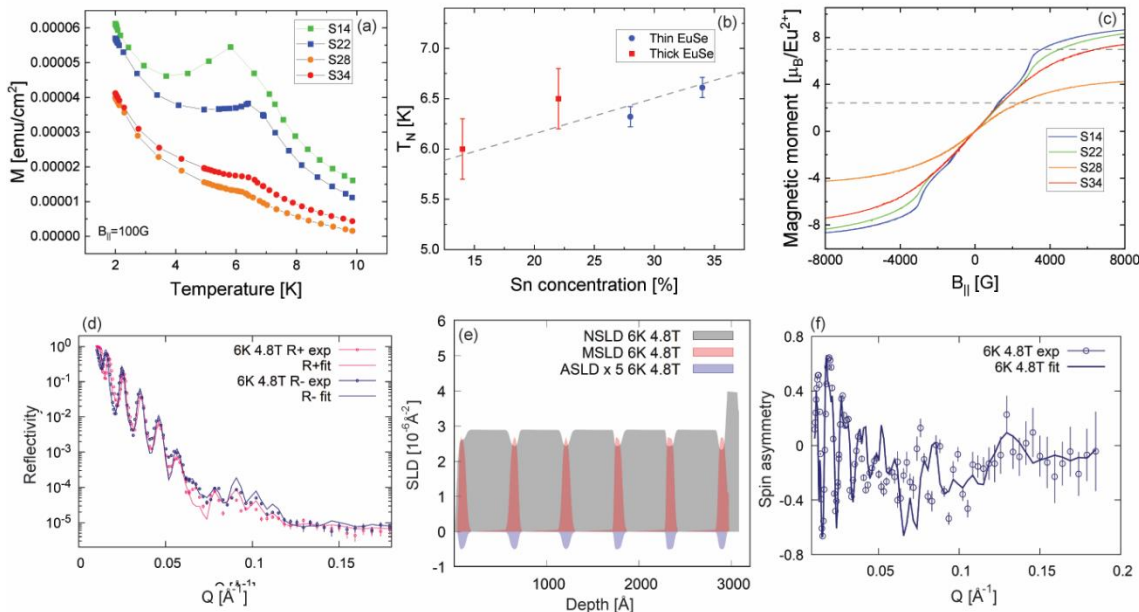 (a)
S14
S22
S28
S34
0.00006
0.00005
0.00004
0.00003
0.00002
0.00001
0.00000
M [emu/cm²]
B||=100G
2 4 6 8 10
Temperature [K]
(b)
Thin EuSe
Thick EuSe
7.0
6.5
6.0
5.5
5.0
T_N [K]
15 20 25 30 35
Sn concentration [%]
(c)
8
4
0
-4
-8
Magnetic moment [μB/Eu²⁺]
S14
S22
S28
S34
-8000 -4000 0 4000 8000
B|| [G]
(d)
6K 4.8T R+ exp
R+fit
6K 4.8T R- exp
R- fit
10⁰
10⁻¹
10⁻²
10⁻³
10⁻⁴
10⁻⁵
Reflectivity
0 0.05 0.1 0.15
Q [Å⁻¹]
(e)
NSLD 6K 4.8T
MSLD 6K 4.8T
ASLD x 5 6K 4.8T
6
5
4
3
2
1
0
-1
SLD [10⁻⁶Å⁻²]
1000 2000 3000
Depth [Å]
(f)
6K 4.8T exp
6K 4.8T fit
0.8
0.4
0
-0.4
-0.8
Spin asymmetry
0.05 0.1 0.15 0.2
Q [Å⁻¹]